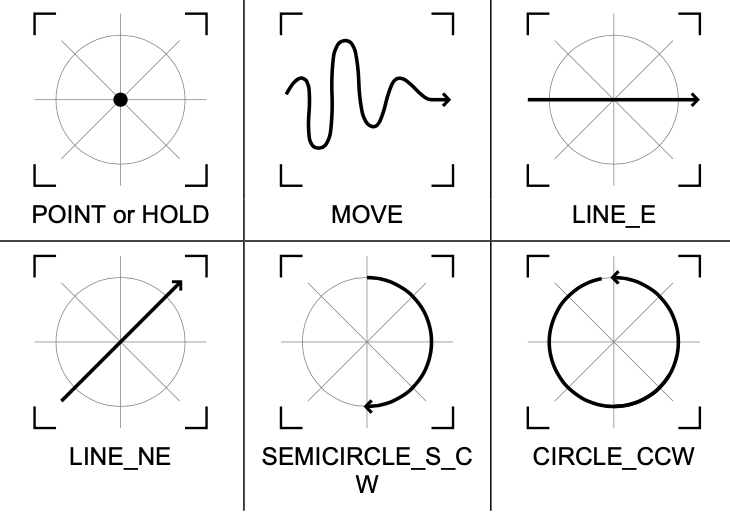 POINT or HOLD
MOVE
LINE_E
LINE_NE
SEMICIRCLE_S_C
W
CIRCLE_CCW